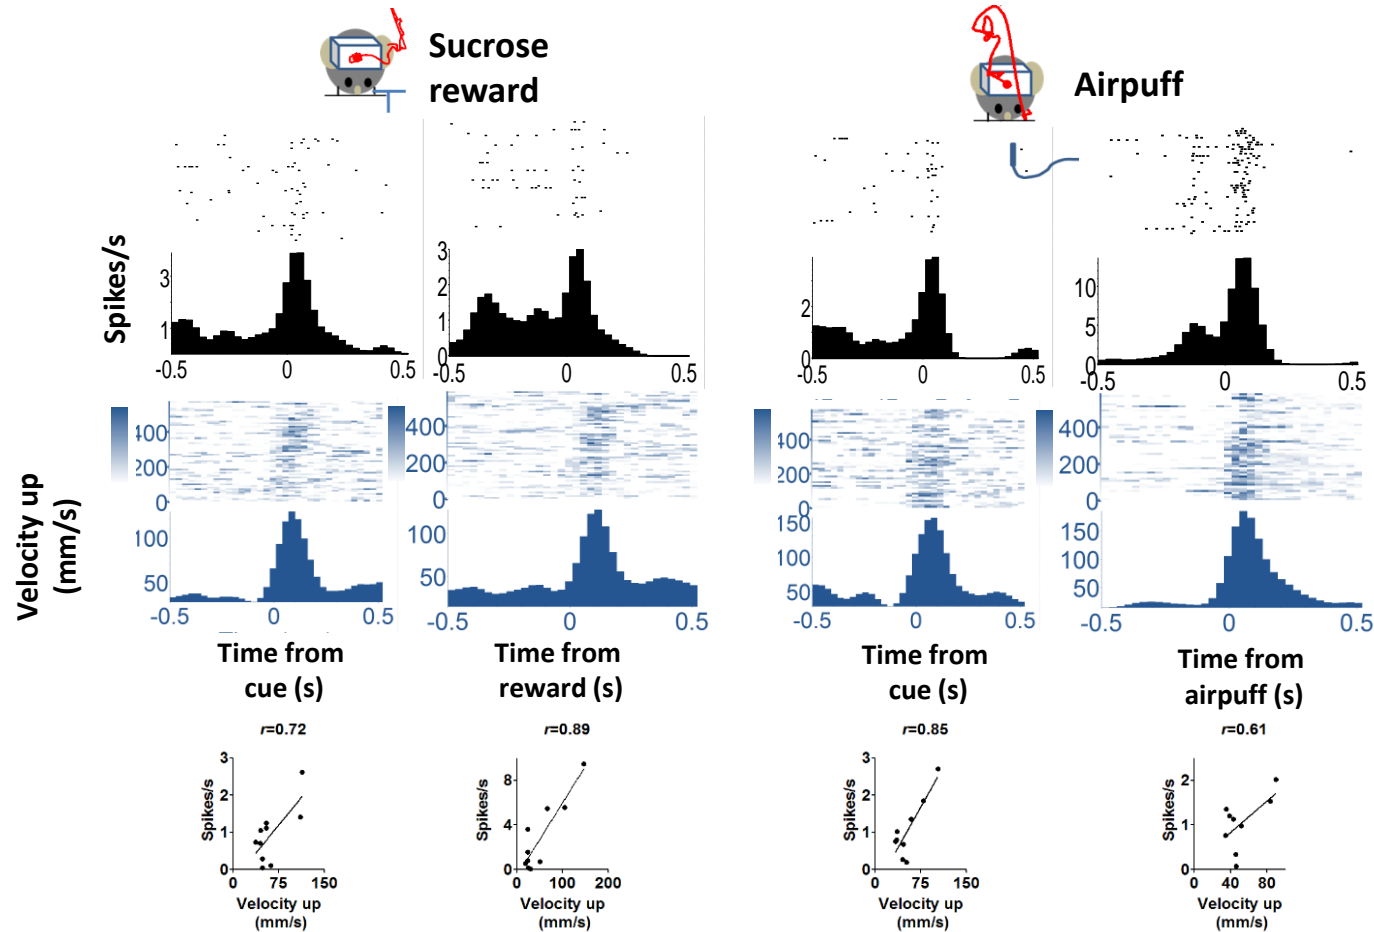 Sucrose
reward
Airpuff
Spikes/s
3
1
-0.5
0
0.5
3
2
1
0
-0.5
0
0.5
2
0
-0.5
0
0.5
10
5
0
-0.5
0
0.5
Velocity up
(mm/s)
400
200
0
400
200
0
400
200
0
400
200
0
100
50
-0.5
0
0.5
100
50
-0.5
0
0.5
150
100
50
-0.5
0
0.5
150
100
50
-0.5
0
0.5
Time from
cue (s)
Time from
reward (s)
Time from
cue (s)
Time from
airpuff (s)
r=0.72
r=0.89
r=0.85
r=0.61
Spikes/s
3
2
1
0
0
75
150
Velocity up
(mm/s)
Spikes/s
8
4
0
0
100
200
Velocity up
(mm/s)
Spikes/s
3
2
1
0
0
75
150
Velocity up
(mm/s)
Spikes/s
2
1
0
0
40
80
Velocity up
(mm/s)